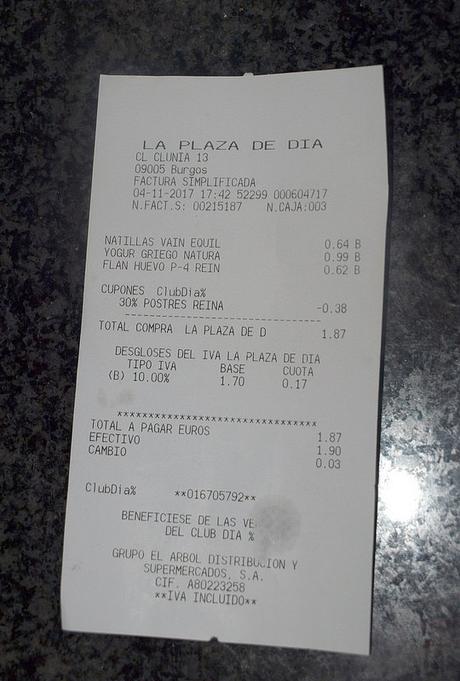 LA PLAZA DE DIA
CL CLUNIA 13
09005 Burgos
FACTURA SIMPLIFICADA
04-11-2017 17:42 52299 000604717
N.FACT.S: 00215187 N.CAJA:003
NATILLAS VAIN EQUIL 0.64 B
YOGUR GRIEGO NATURA 0.99 B
FLAN HUEVO P-4 REIN 0.62 B
CUPONES ClubDia%
30% POSTRES REINA -0.38
--------------------------------
TOTAL COMPRA LA PLAZA DE D 1.87
DESGLOSES DEL IVA LA PLAZA DE DIA
TIPO IVA BASE CUOTA
(B) 10.00% 1.70 0.17
********************************
TOTAL A PAGAR EUROS 1.87
EFECTIVO 1.90
CAMBIO 0.03
ClubDia% **016705792**
BENEFICIESE DE LAS VE
DEL CLUB DIA %
GRUPO EL ARBOL DISTRIBUCION Y
SUPERMERCADOS, S.A.
CIF. A80223258
**IVA INCLUIDO**